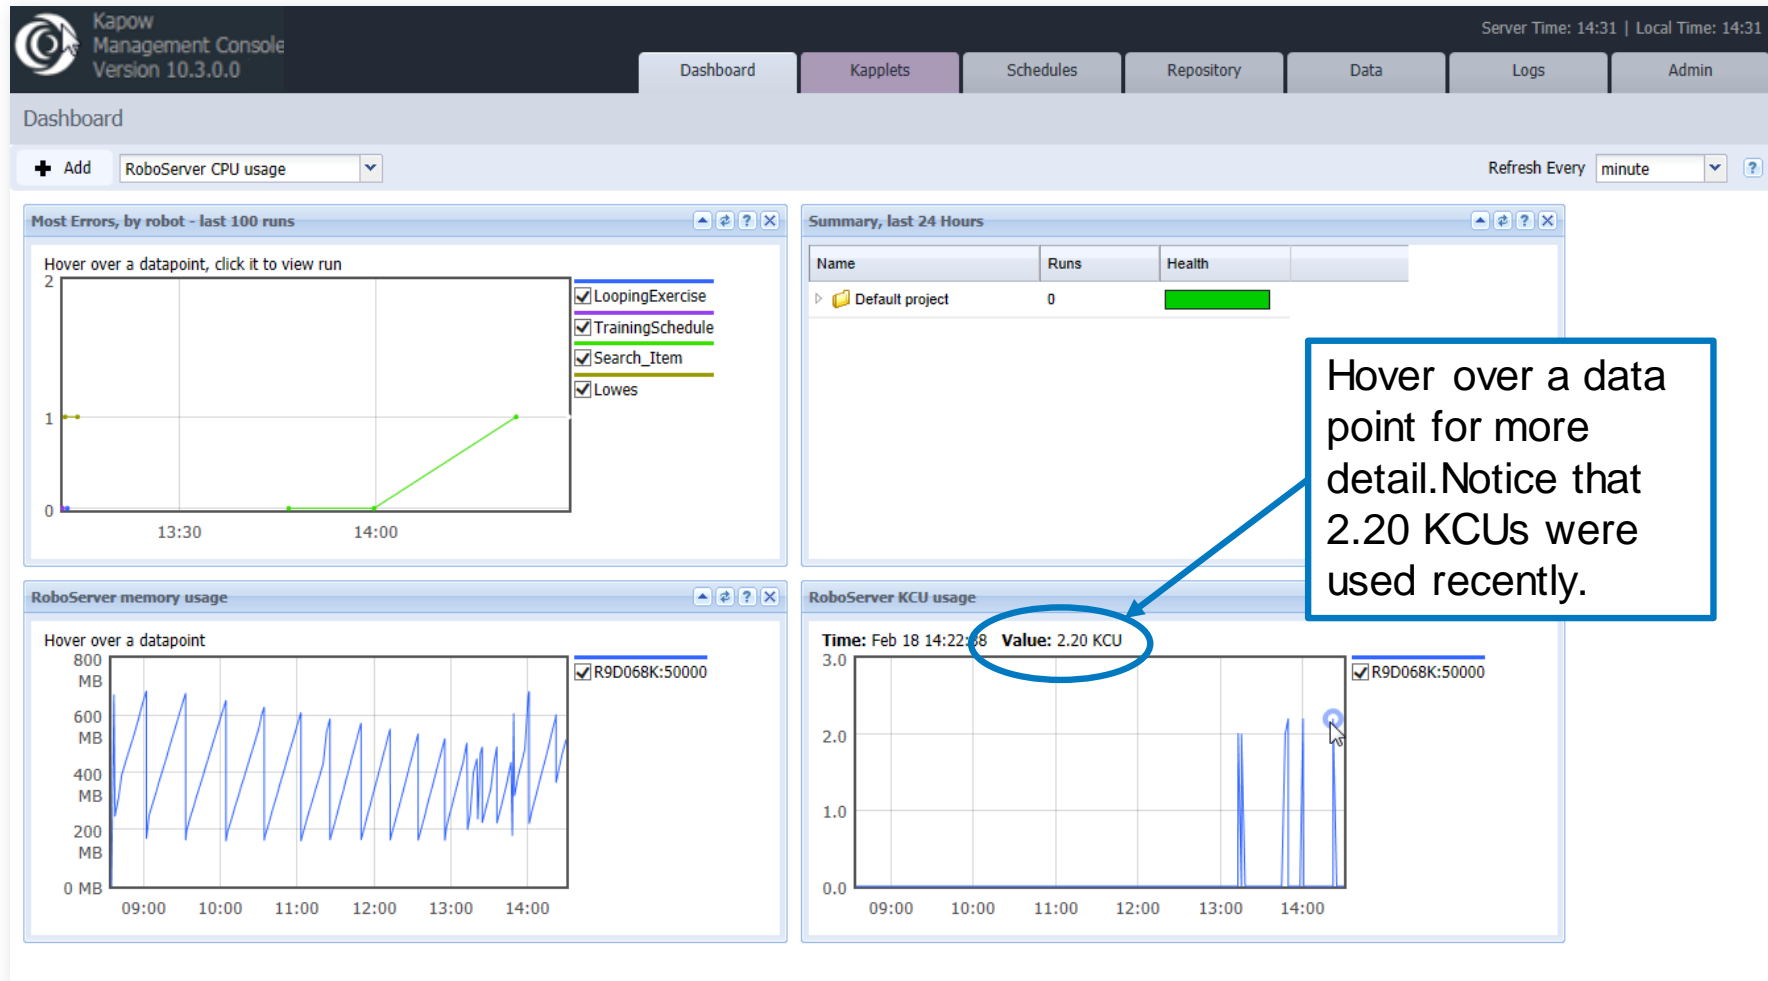 Kapow
Management Console
Version 10.3.0.0
Server Time: 14:31 | Local Time: 14:31
Dashboard
Kapplets
Schedules
Repository
Data
Logs
Admin
Dashboard
Add
RoboServer CPU usage
Refresh Every
minute
?
Most Errors, by robot - last 100 runs
?
Hover over a datapoint, click it to view run
2
1
0
13:30
14:00
LoopingExercise
TrainingSchedule
Search_Item
Lowes
Summary, last 24 Hours
?
Name
Runs
Health
Default project
0
Hover over a data
point for more
detail.Notice that
2.20 KCUs were
used recently.
RoboServer memory usage
?
Hover over a datapoint
800
MB
600
MB
400
MB
200
MB
0 MB
09:00
10:00
11:00
12:00
13:00
14:00
R9D068K:50000
RoboServer KCU usage
Time: Feb 18 14:22:38 Value: 2.20 KCU
3.0
2.0
1.0
0.0
09:00
10:00
11:00
12:00
13:00
14:00
R9D068K:50000